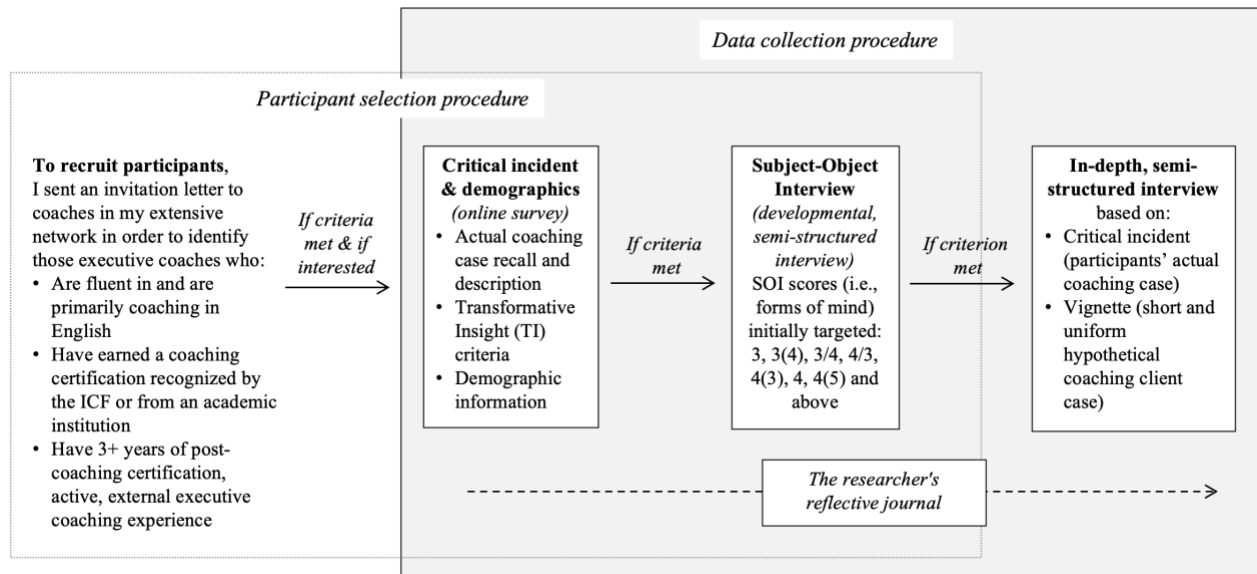 Data collection procedure
Participant selection procedure
To recruit participants,
I sent an invitation letter to
coaches in my extensive
network in order to identify
those executive coaches who:
• Are fluent in and are
primarily coaching in
English
• Have earned a coaching
certification recognized by
the ICF or from an academic
institution
• Have 3+ years of post-
coaching certification,
active, external executive
coaching experience
If criteria
met & if
interested
Critical incident
& demographics
(online survey)
• Actual coaching
case recall and
description
• Transformative
Insight (TI)
criteria
• Demographic
information
If criteria
met
Subject-Object
Interview
(developmental,
semi-structured
interview)
SOI scores (i.e.,
forms of mind)
initially targeted:
3, 3(4), 3/4, 4/3,
4(3), 4, 4(5) and
above
If criterion
met
In-depth, semi-
structured interview
based on:
• Critical incident
(participants’ actual
coaching case)
• Vignette (short and
uniform
hypothetical
coaching client
case)
The researcher's
reflective journal